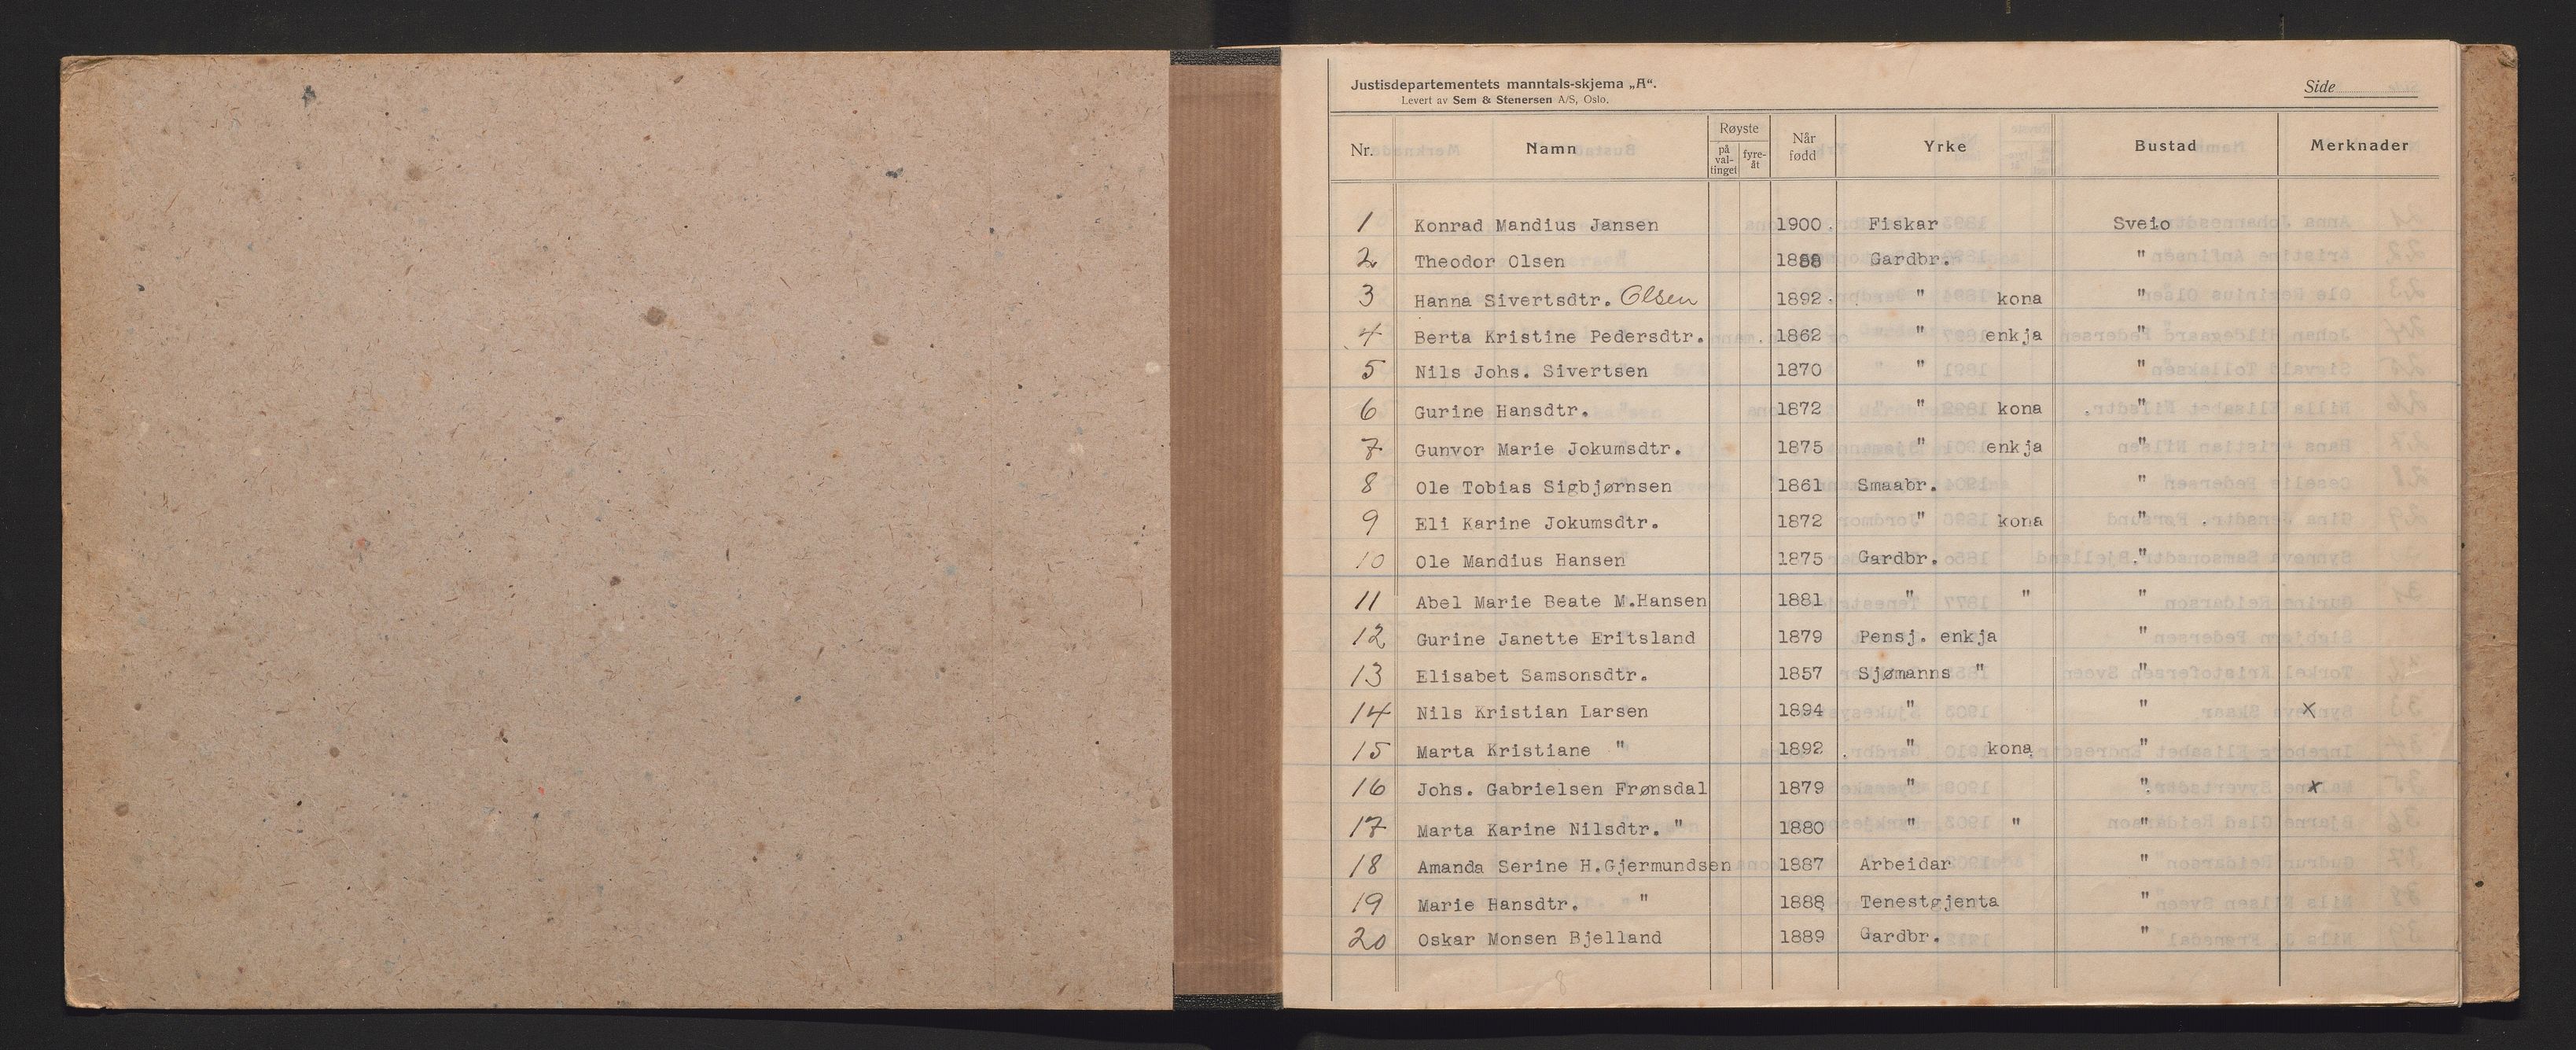 Justisdepartementets manntals-skjema „A“.
Levert av Sem & Stenersen A/S, Oslo.
Side
Nr. Namn Røyste på val-tinget fyre-åt Når fødd Yrke Bustad Merknader
1 Konrad Mandius Jansen 1900. Fiskar Sveio
2 Theodor Olsen 1888 Gardbr. "
3 Hanna Sivertsdtr. Olsen 1892. " kona "
4 Berta Kristine Pedersdtr. 1862 " enkja "
5 Nils Johs. Sivertsen 1870 " "
6 Gurine Hansdtr. 1872 " kona "
7 Gunvor Marie Jokumsdtr. 1875 " enkja "
8 Ole Tobias Sigbjørnsen 1861 Smaabr. "
9 Eli Karine Jokumsdtr. 1872 " kona "
10 Ole Mandius Hansen 1875 Gardbr. "
11 Abel Marie Beate M.Hansen 1881 " " "
12 Gurine Janette Eritsland 1879 Pensj. enkja "
13 Elisabet Samsonsdtr. 1857 Sjømanns " "
14 Nils Kristian Larsen 1894 " " x
15 Marta Kristiane " 1892 " kona "
16 Johs. Gabrielsen Frønsdal 1879 " " x
17 Marta Karine Nilsdtr. " 1880 " " "
18 Amanda Serine H.Gjermundsen 1887 Arbeidar "
19 Marie Hansdtr. " 1888 Tenestgjenta "
20 Oskar Monsen Bjelland 1889 Gardbr. "
8